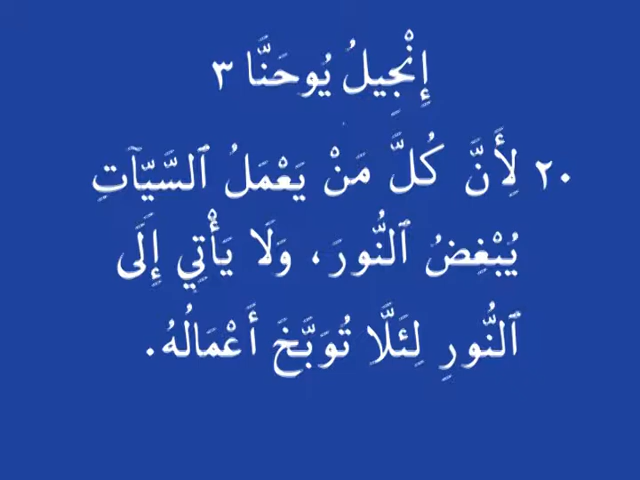 إِنْجِيلُ يُوحَنَّا ٣
٢٠ لِأَنَّ كُلَّ مَنْ يَعْمَلُ ٱلسَّيِّآتِ
يُبْغِضُ ٱلنُّورَ، وَلَا يَأْتِي إِلَى
ٱلنُّورِ لِئَلَّا تُوَبَّخَ أَعْمَالُهُ.